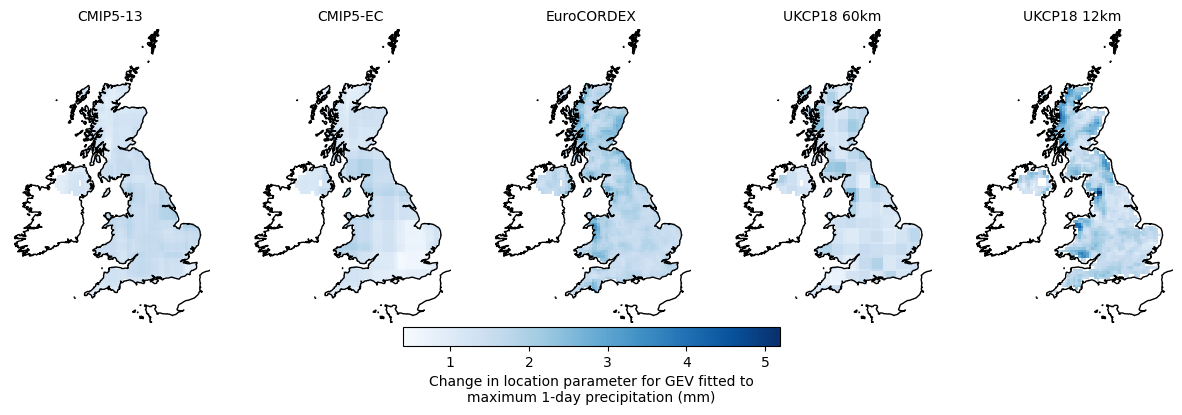 CMIP5-13
CMIP5-EC
EuroCORDEX
UKCP18 60km
UKCP18 12km
1 2 3 4 5
Change in location parameter for GEV fitted to
maximum 1-day precipitation (mm)